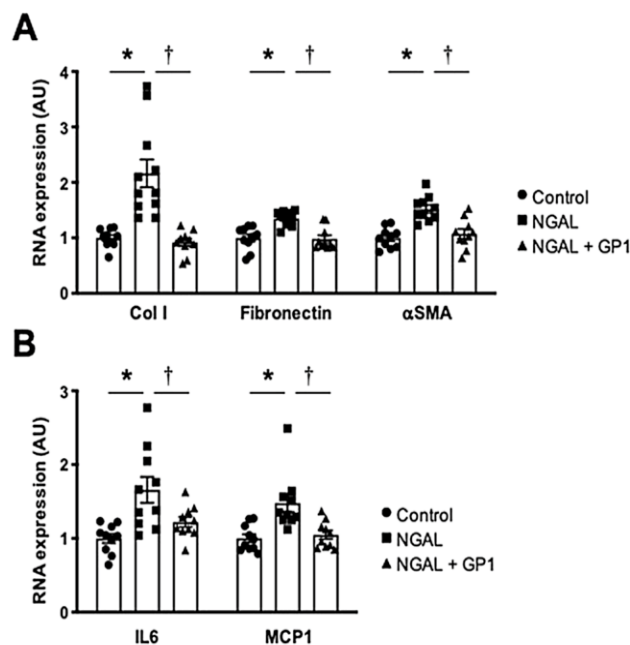 A
* † * † * †
RNA expression (AU)
4
3
2
1
0
Col I Fibronectin αSMA
Control
NGAL
NGAL + GP1
B
* † * †
RNA expression (AU)
3
2
1
0
IL6 MCP1
Control
NGAL
NGAL + GP1